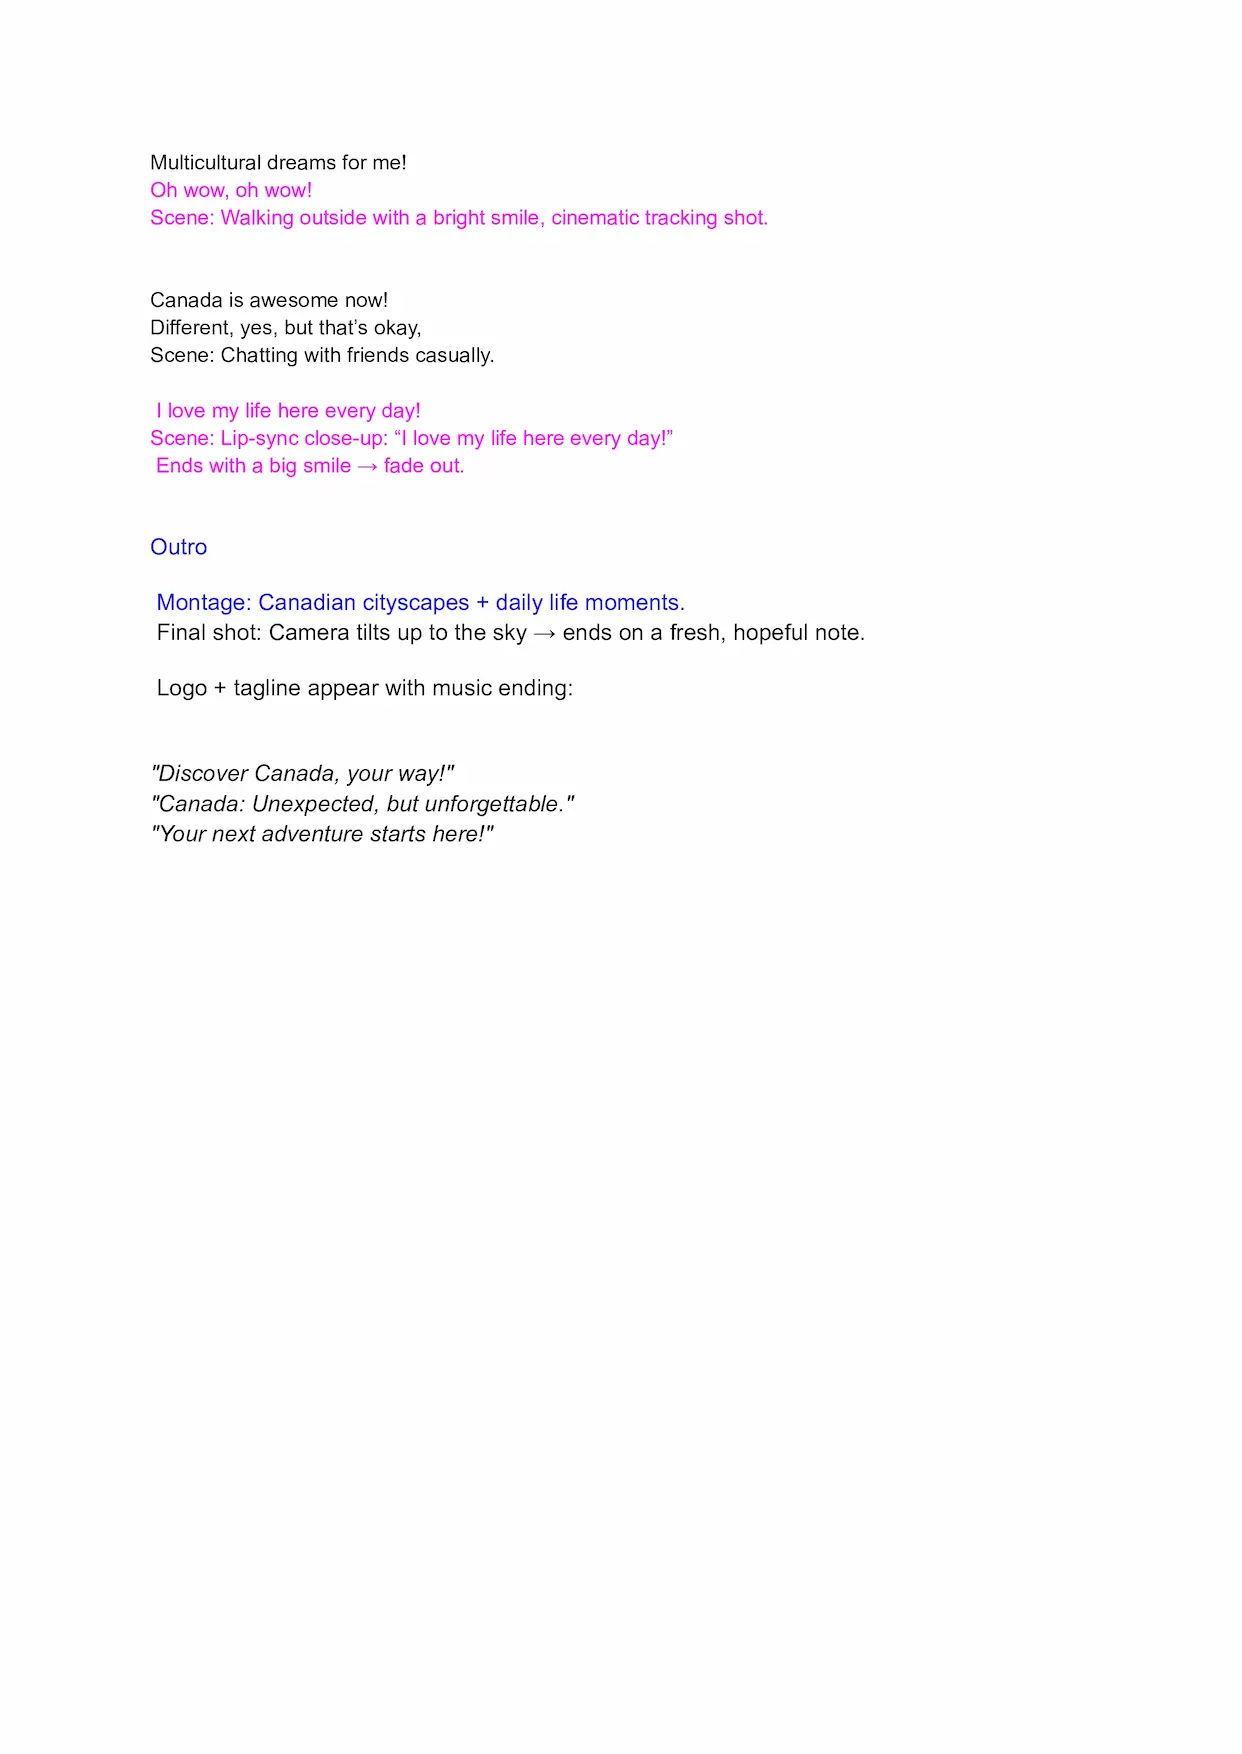 Multicultural dreams for me!
Oh wow, oh wow!
Scene: Walking outside with a bright smile, cinematic tracking shot.
Canada is awesome now!
Different, yes, but that’s okay,
Scene: Chatting with friends casually.
I love my life here every day!
Scene: Lip-sync close-up: “I love my life here every day!”
Ends with a big smile → fade out.
Outro
Montage: Canadian cityscapes + daily life moments.
Final shot: Camera tilts up to the sky → ends on a fresh, hopeful note.
Logo + tagline appear with music ending:
"Discover Canada, your way!"
"Canada: Unexpected, but unforgettable."
"Your next adventure starts here!"